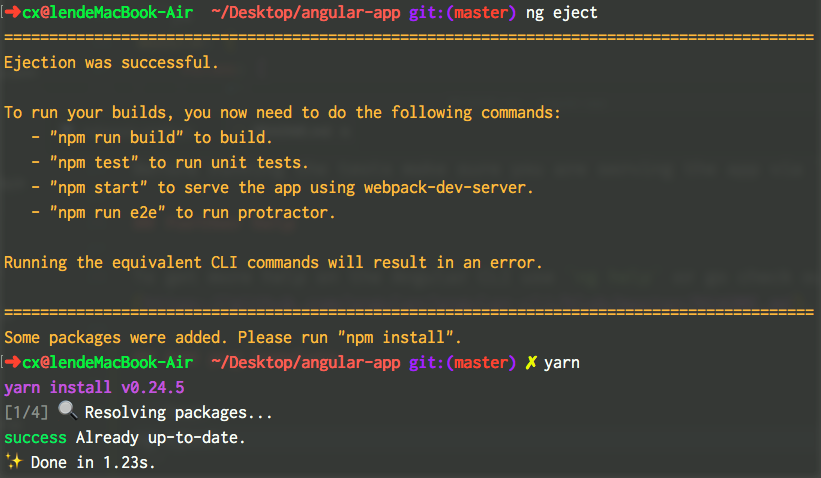 ➜cx@lendeMacBook-Air ~/Desktop/angular-app git:(master) ng eject
==========================================================================================
Ejection was successful.
To run your builds, you now need to do the following commands:
- "npm run build" to build.
- "npm test" to run unit tests.
- "npm start" to serve the app using webpack-dev-server.
- "npm run e2e" to run protractor.
Running the equivalent CLI commands will result in an error.
==========================================================================================
Some packages were added. Please run "npm install".
➜cx@lendeMacBook-Air ~/Desktop/angular-app git:(master) ✗ yarn
yarn install v0.24.5
[1/4] 🔍 Resolving packages...
success Already up-to-date.
✨ Done in 1.23s.